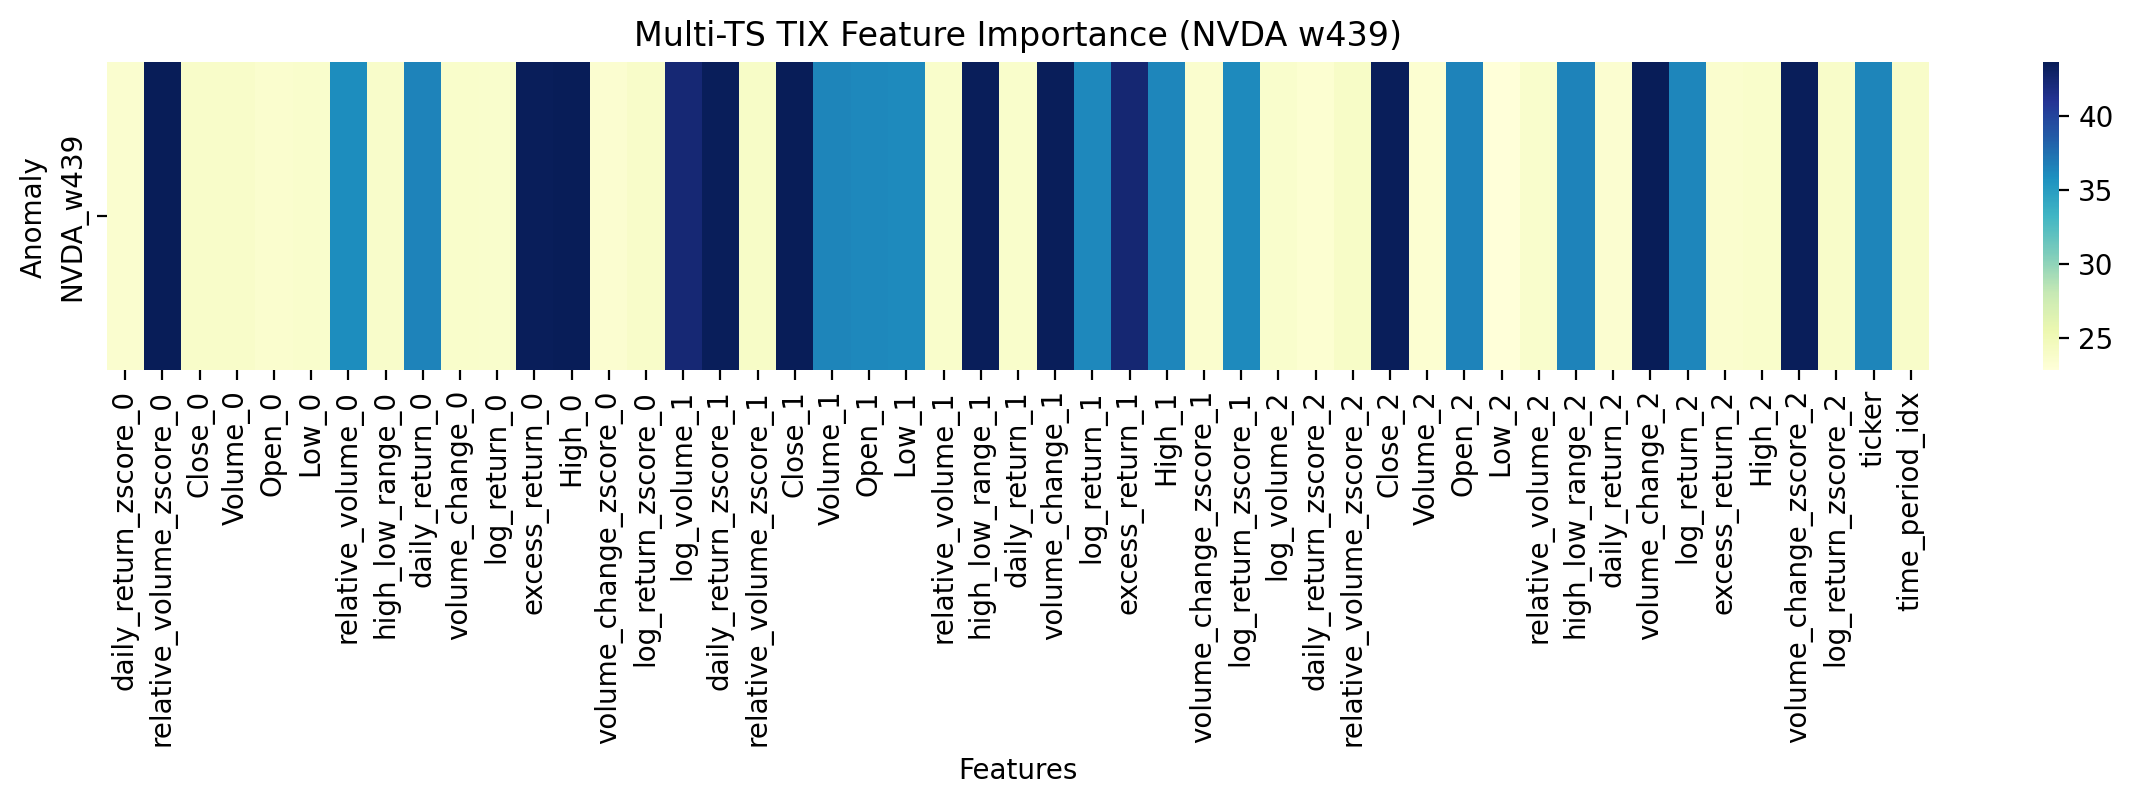 Multi-TS TIX Feature Importance (NVDA w439)
Anomaly
NVDA_w439
40
35
30
25
daily_return_zscore_0
relative_volume_zscore_0
Close_0
Volume_0
Open_0
Low_0
relative_volume_0
high_low_range_0
daily_return_0
volume_change_0
log_return_0
excess_return_0
High_0
volume_change_zscore_0
log_return_zscore_0
log_volume_1
daily_return_zscore_1
relative_volume_zscore_1
Close_1
Volume_1
Open_1
Low_1
relative_volume_1
high_low_range_1
daily_return_1
volume_change_1
log_return_1
excess_return_1
High_1
volume_change_zscore_1
log_return_zscore_1
log_volume_2
daily_return_zscore_2
relative_volume_zscore_2
Close_2
Volume_2
Open_2
Low_2
relative_volume_2
high_low_range_2
daily_return_2
volume_change_2
log_return_2
excess_return_2
High_2
volume_change_zscore_2
log_return_zscore_2
ticker
time_period_idx
Features